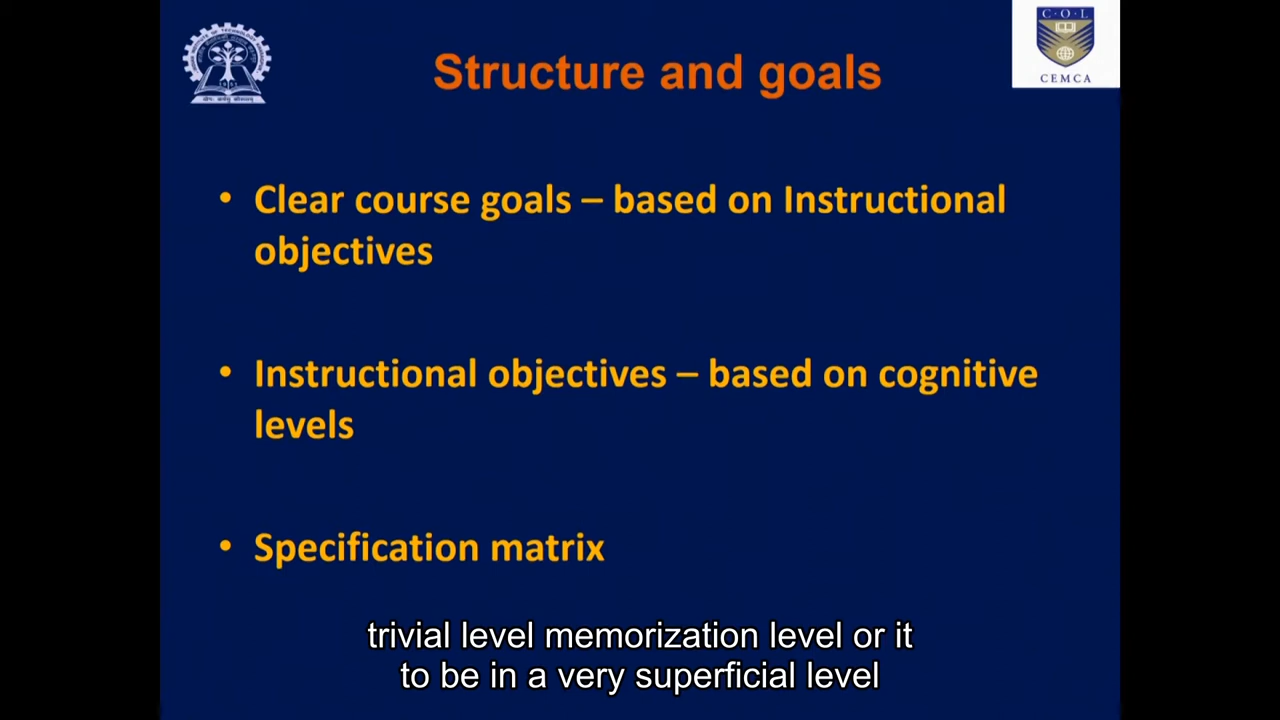 Structure and goals
C·O·L
CEMCA
• Clear course goals – based on Instructional
objectives
• Instructional objectives – based on cognitive
levels
• Specification matrix
trivial level memorization level or it
to be in a very superficial level